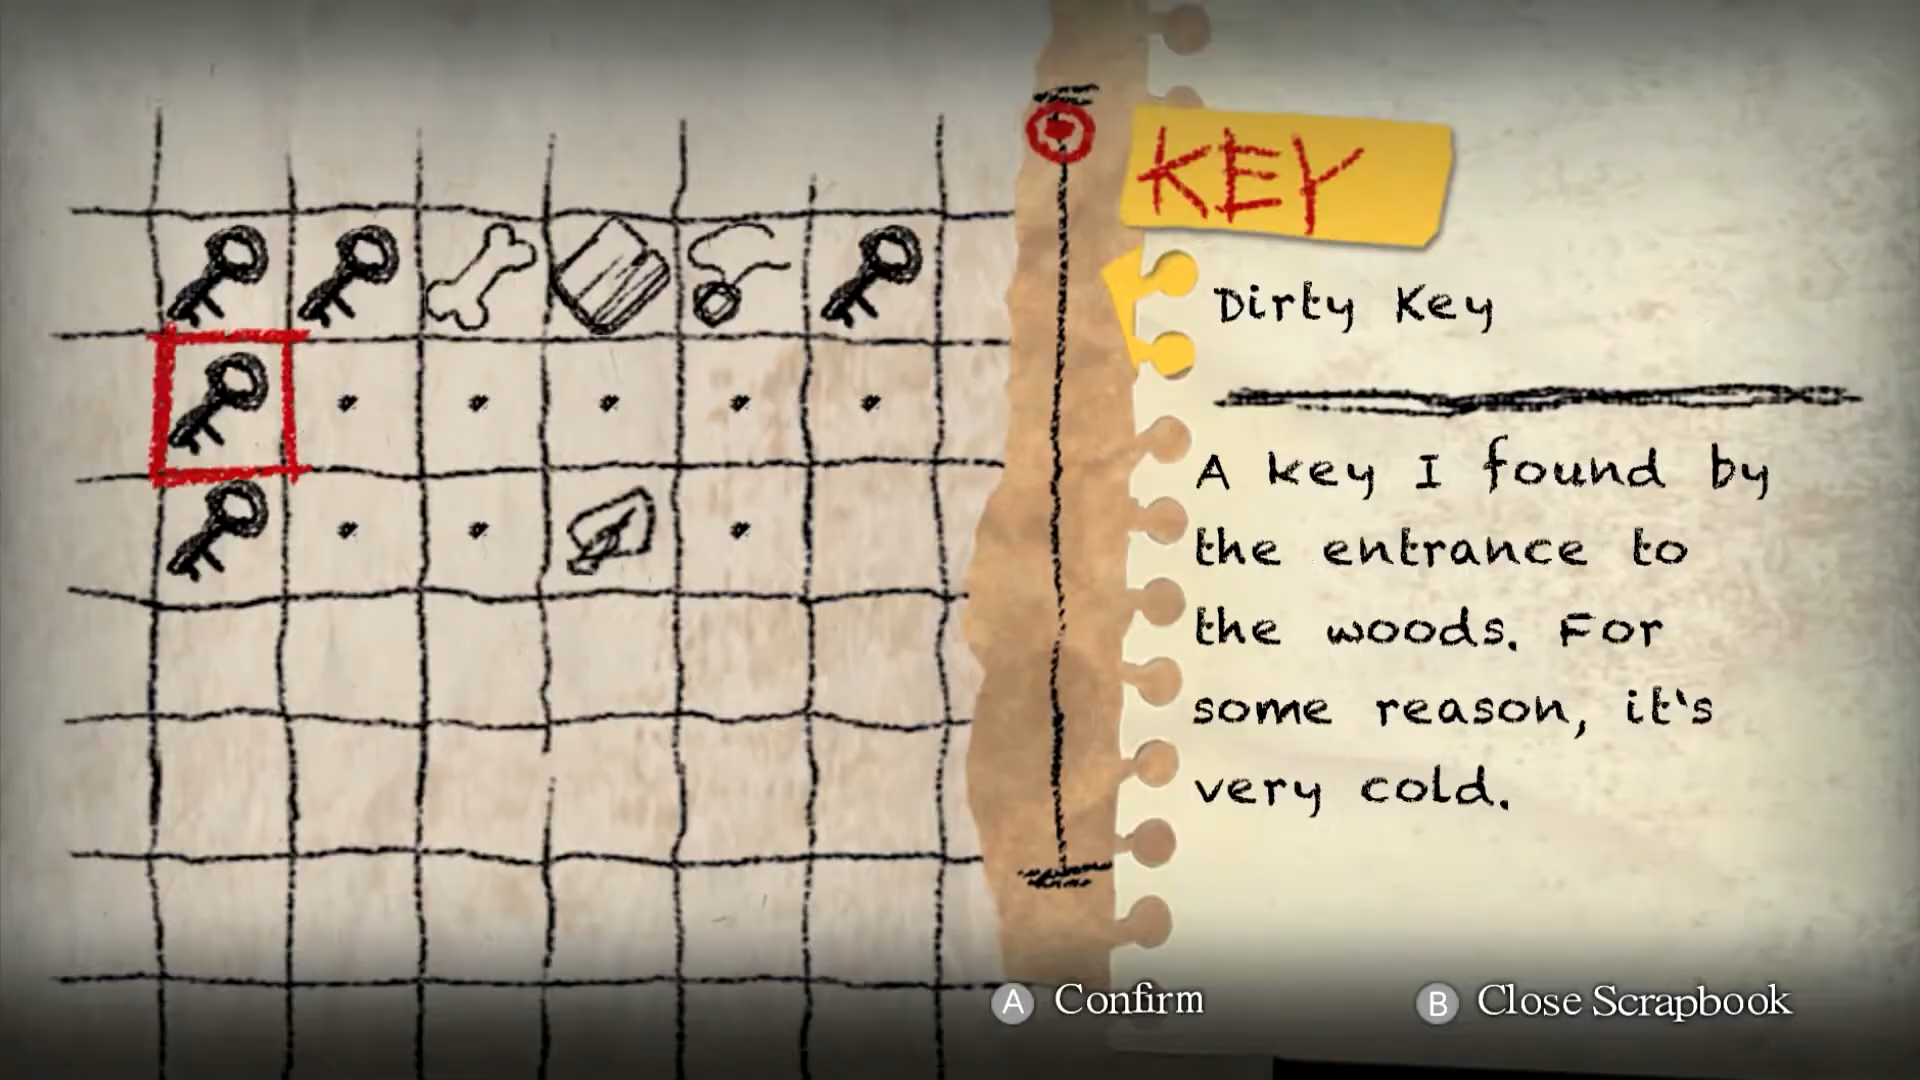 KEY
Dirty Key
A key I found by
the entrance to
the woods. For
some reason, it's
very cold.
A Confirm
B Close Scrapbook